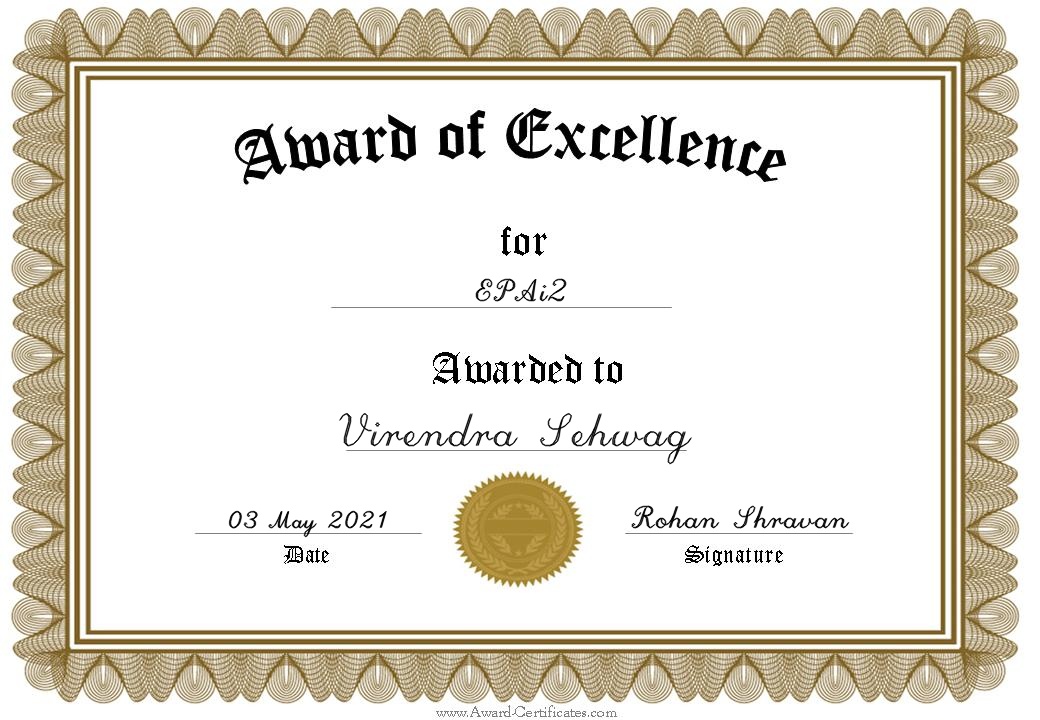 Award of Excellence
for
EPAi2
Awarded to
Virendra Sehwag
03 May 2021
Rohan Shravan
Date
Signature
www.Award-Certificates.com